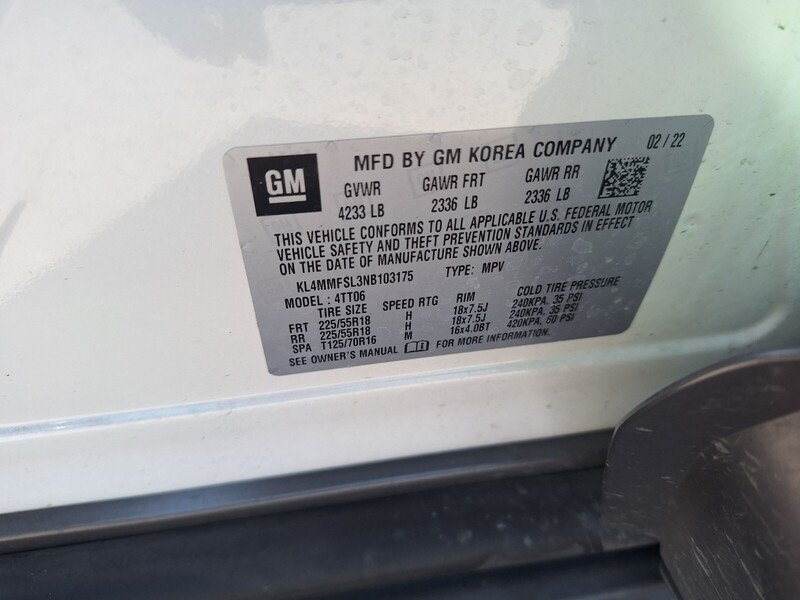 GM
MFD BY GM KOREA COMPANY 02 / 22
GVWR GAWR FRT GAWR RR
4233 LB 2336 LB 2336 LB
THIS VEHICLE CONFORMS TO ALL APPLICABLE U.S. FEDERAL MOTOR
VEHICLE SAFETY AND THEFT PREVENTION STANDARDS IN EFFECT
ON THE DATE OF MANUFACTURE SHOWN ABOVE.
KL4MMFSL3NB103175 TYPE: MPV
MODEL : 4TT06
TIRE SIZE SPEED RTG RIM COLD TIRE PRESSURE
FRT 225/55R18 H 18x7.5J 240KPA, 35 PSI
RR 225/55R18 H 18x7.5J 240KPA, 35 PSI
SPA T125/70R16 M 16x4.0BT 420KPA, 60 PSI
SEE OWNER'S MANUAL FOR MORE INFORMATION.